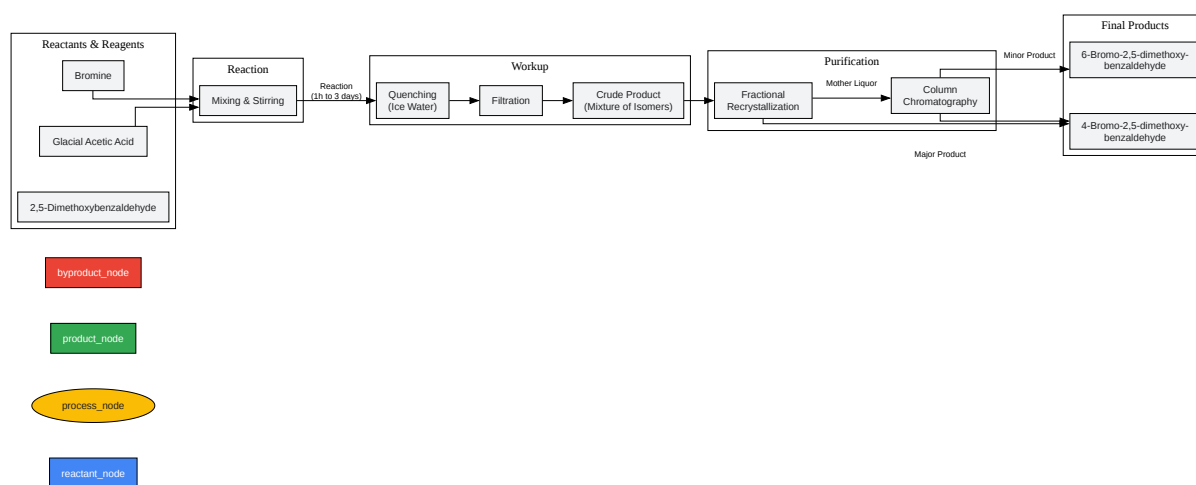 Reactants & Reagents
Bromine
Glacial Acetic Acid
2,5-Dimethoxybenzaldehyde
Reaction
Mixing & Stirring
Reaction
(1h to 3 days)
Workup
Quenching
(Ice Water)
Filtration
Crude Product
(Mixture of Isomers)
Purification
Fractional
Recrystallization
Mother Liquor
Column
Chromatography
Minor Product
Major Product
Final Products
6-Bromo-2,5-dimethoxy-
benzaldehyde
4-Bromo-2,5-dimethoxy-
benzaldehyde
byproduct_node
product_node
process_node
reactant_node